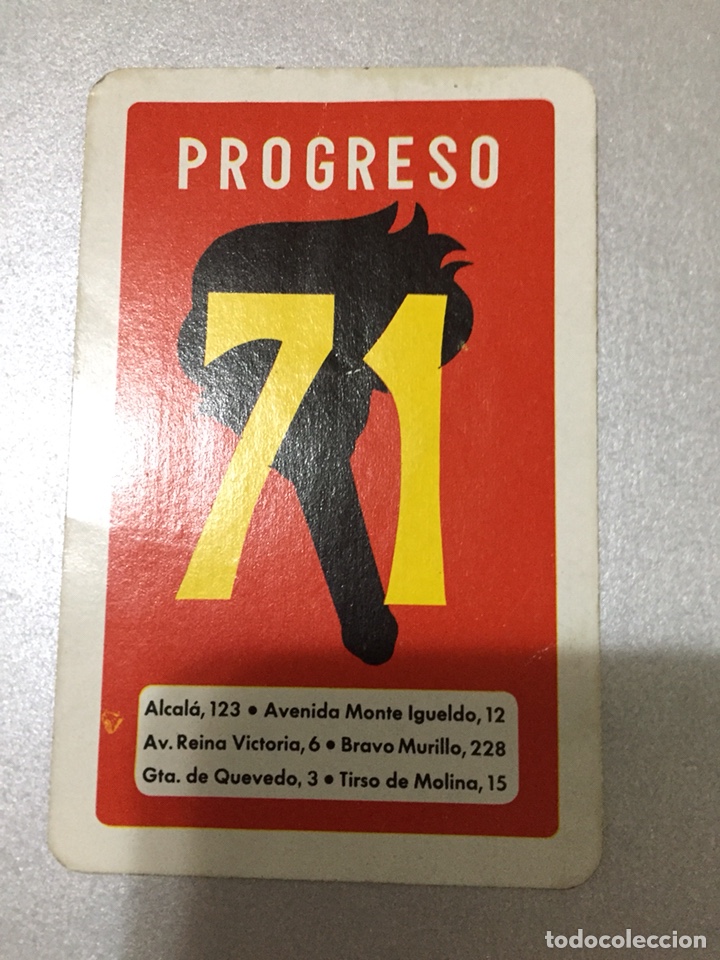 PROGRESO
71
Alcalá, 123 • Avenida Monte Igueldo, 12
Av. Reina Victoria, 6 • Bravo Murillo, 228
Gta. de Quevedo, 3 • Tirso de Molina, 15
todocoleccion